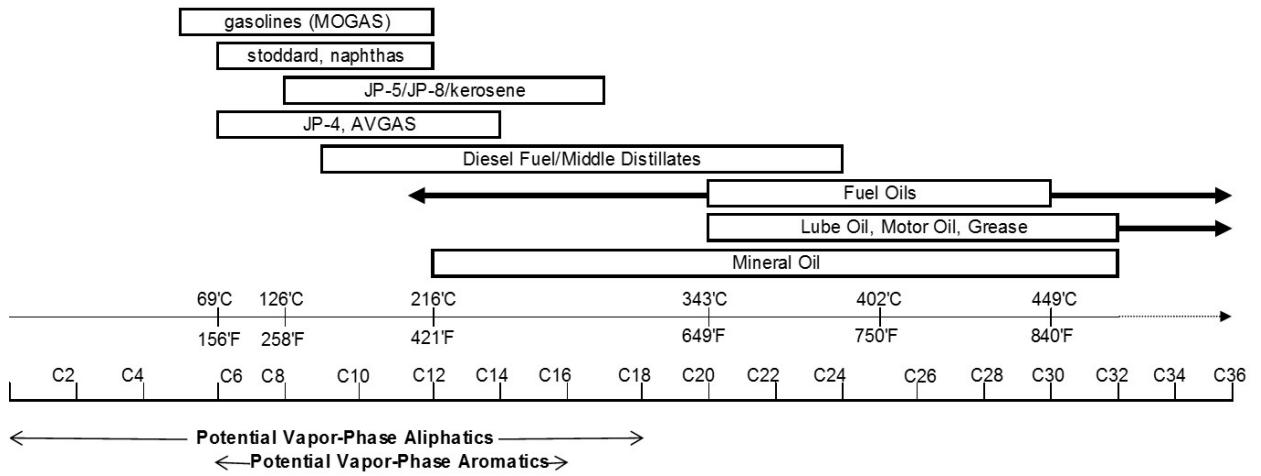 gasolines (MOGAS)
stoddard, naphthas
JP-5/JP-8/kerosene
JP-4, AVGAS
Diesel Fuel/Middle Distillates
Fuel Oils
Lube Oil, Motor Oil, Grease
Mineral Oil
69'C 126'C 216'C 343'C 402'C 449'C
156'F 258'F 421'F 649'F 750'F 840'F
C2 C4 C6 C8 C10 C12 C14 C16 C18 C20 C22 C24 C26 C28 C30 C32 C34 C36
Potential Vapor-Phase Aliphatics
Potential Vapor-Phase Aromatics